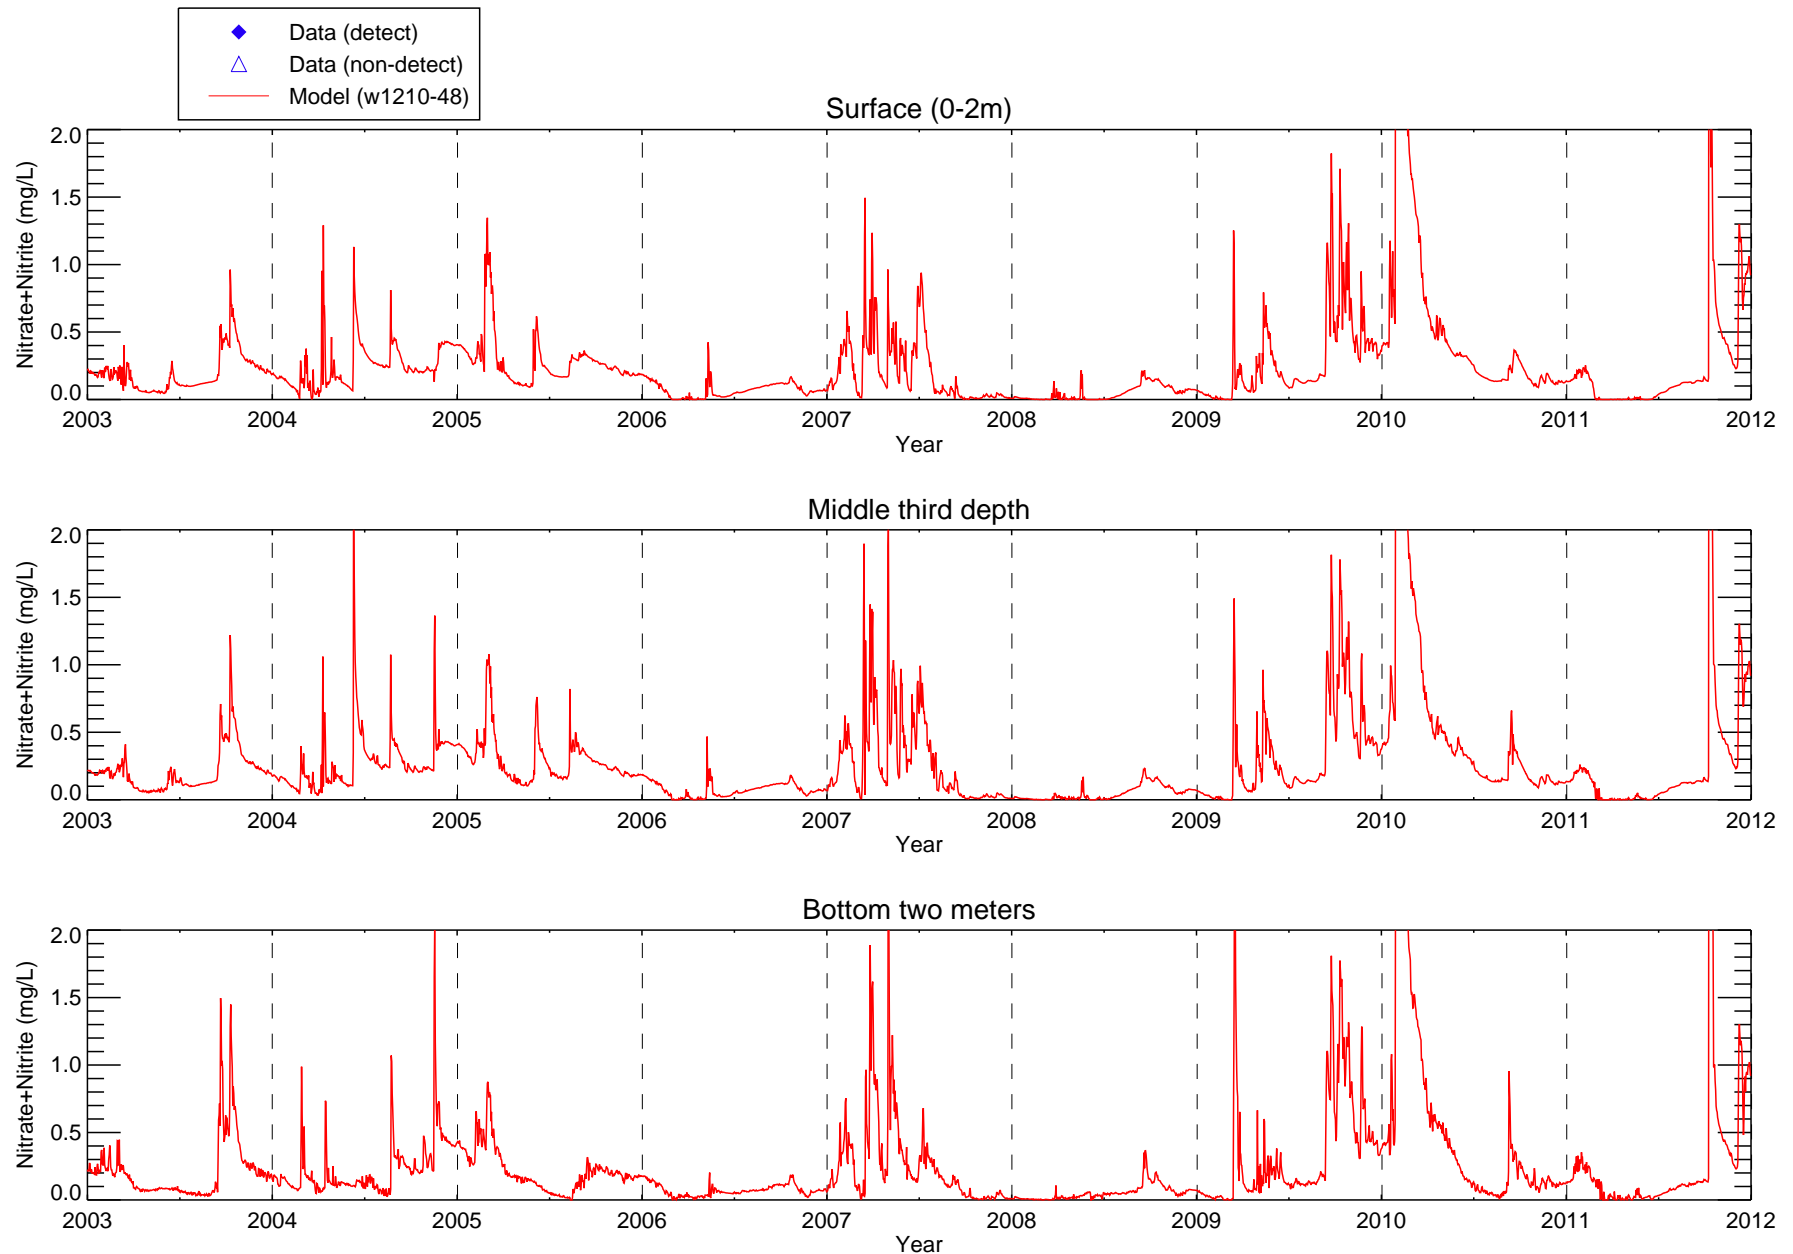 Data (detect)
Data (non-detect)
Model (w1210-48)
Surface (0-2m)
Nitrate+Nitrite (mg/L)
2.0
1.5
1.0
0.5
0.0
2003 2004 2005 2006 2007 2008 2009 2010 2011 2012
Year
Middle third depth
Nitrate+Nitrite (mg/L)
2.0
1.5
1.0
0.5
0.0
2003 2004 2005 2006 2007 2008 2009 2010 2011 2012
Year
Bottom two meters
Nitrate+Nitrite (mg/L)
2.0
1.5
1.0
0.5
0.0
2003 2004 2005 2006 2007 2008 2009 2010 2011 2012
Year